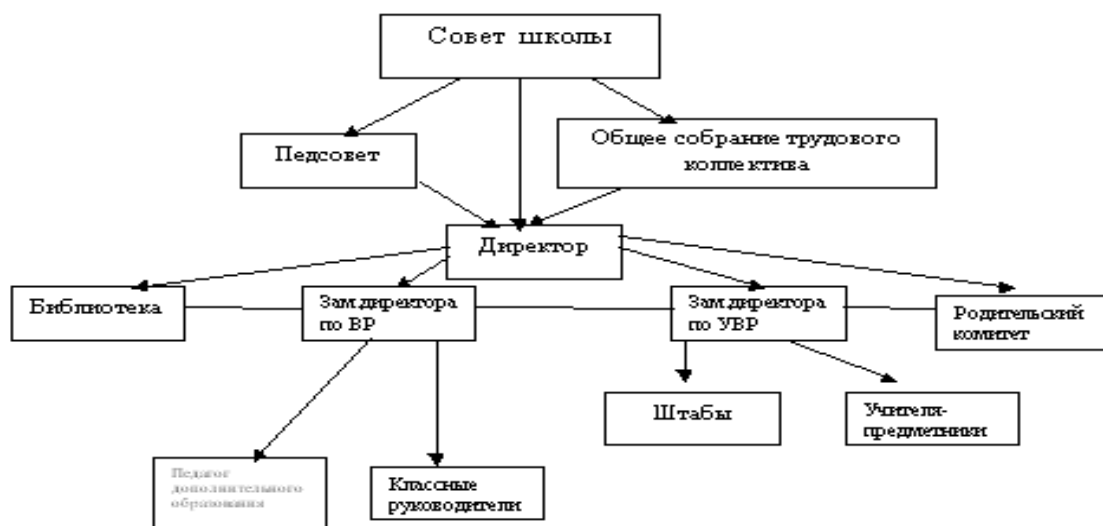 Совет школы
Педсовет
Общее собрание трудового
коллектива
Директор
Библиотека
Зам.директора
по ВР
Зам.директора
по УВР
Родительский
комитет
Штабы
Учителя-
предметники
Педагог
дополнительного
образования
Классные
руководители